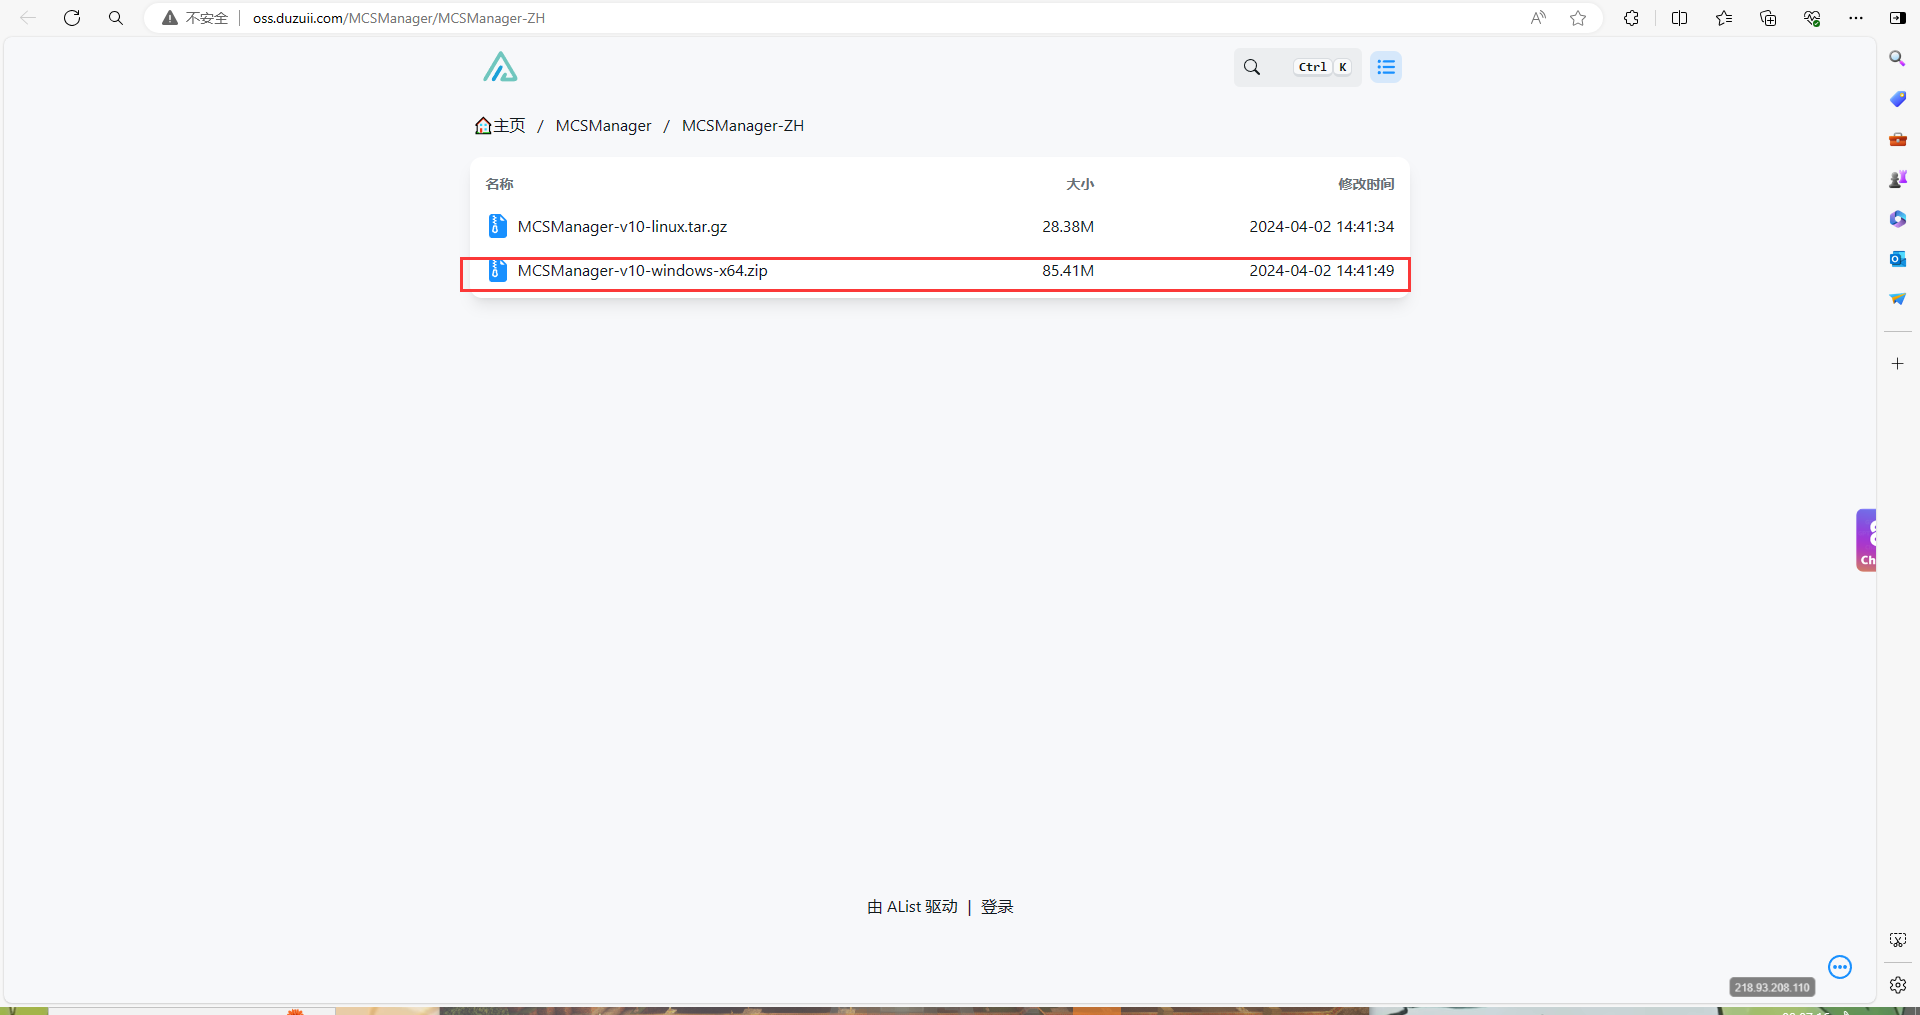 不安全 oss.duzuii.com/MCSManager/MCSManager-ZH
Ctrl K
主页 / MCSManager / MCSManager-ZH
名称 大小 修改时间
MCSManager-v10-linux.tar.gz 28.38M 2024-04-02 14:41:34
MCSManager-v10-windows-x64.zip 85.41M 2024-04-02 14:41:49
Ch
由 AList 驱动 | 登录
218.93.208.110